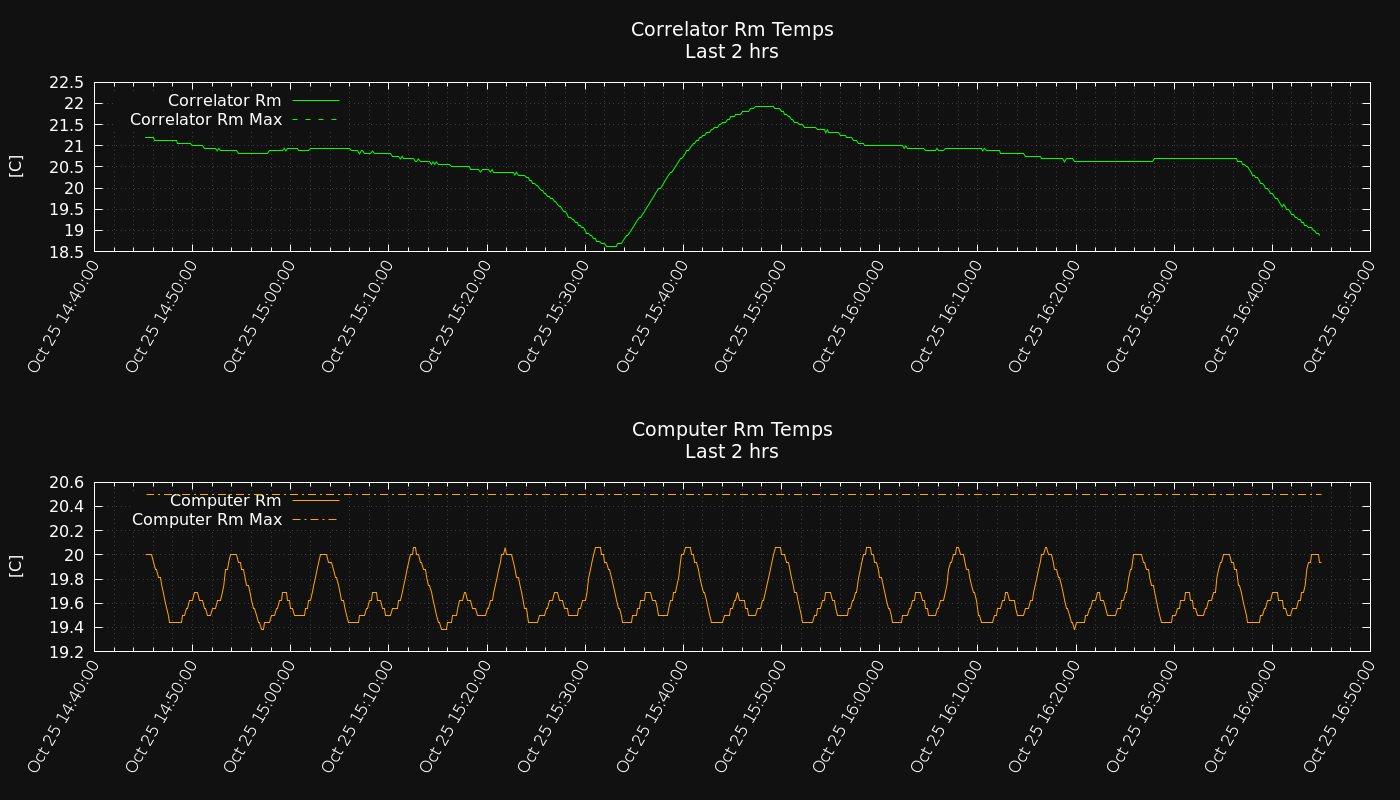 Correlator Rm Temps
Last 2 hrs
22.5
22
21.5
21
20.5
20
19.5
19
18.5
[C]
Correlator Rm
Correlator Rm Max
Oct 25 14:40:00
Oct 25 14:50:00
Oct 25 15:00:00
Oct 25 15:10:00
Oct 25 15:20:00
Oct 25 15:30:00
Oct 25 15:40:00
Oct 25 15:50:00
Oct 25 16:00:00
Oct 25 16:10:00
Oct 25 16:20:00
Oct 25 16:30:00
Oct 25 16:40:00
Oct 25 16:50:00
Computer Rm Temps
Last 2 hrs
20.6
20.4
20.2
20
19.8
19.6
19.4
19.2
[C]
Computer Rm
Computer Rm Max
Oct 25 14:40:00
Oct 25 14:50:00
Oct 25 15:00:00
Oct 25 15:10:00
Oct 25 15:20:00
Oct 25 15:30:00
Oct 25 15:40:00
Oct 25 15:50:00
Oct 25 16:00:00
Oct 25 16:10:00
Oct 25 16:20:00
Oct 25 16:30:00
Oct 25 16:40:00
Oct 25 16:50:00